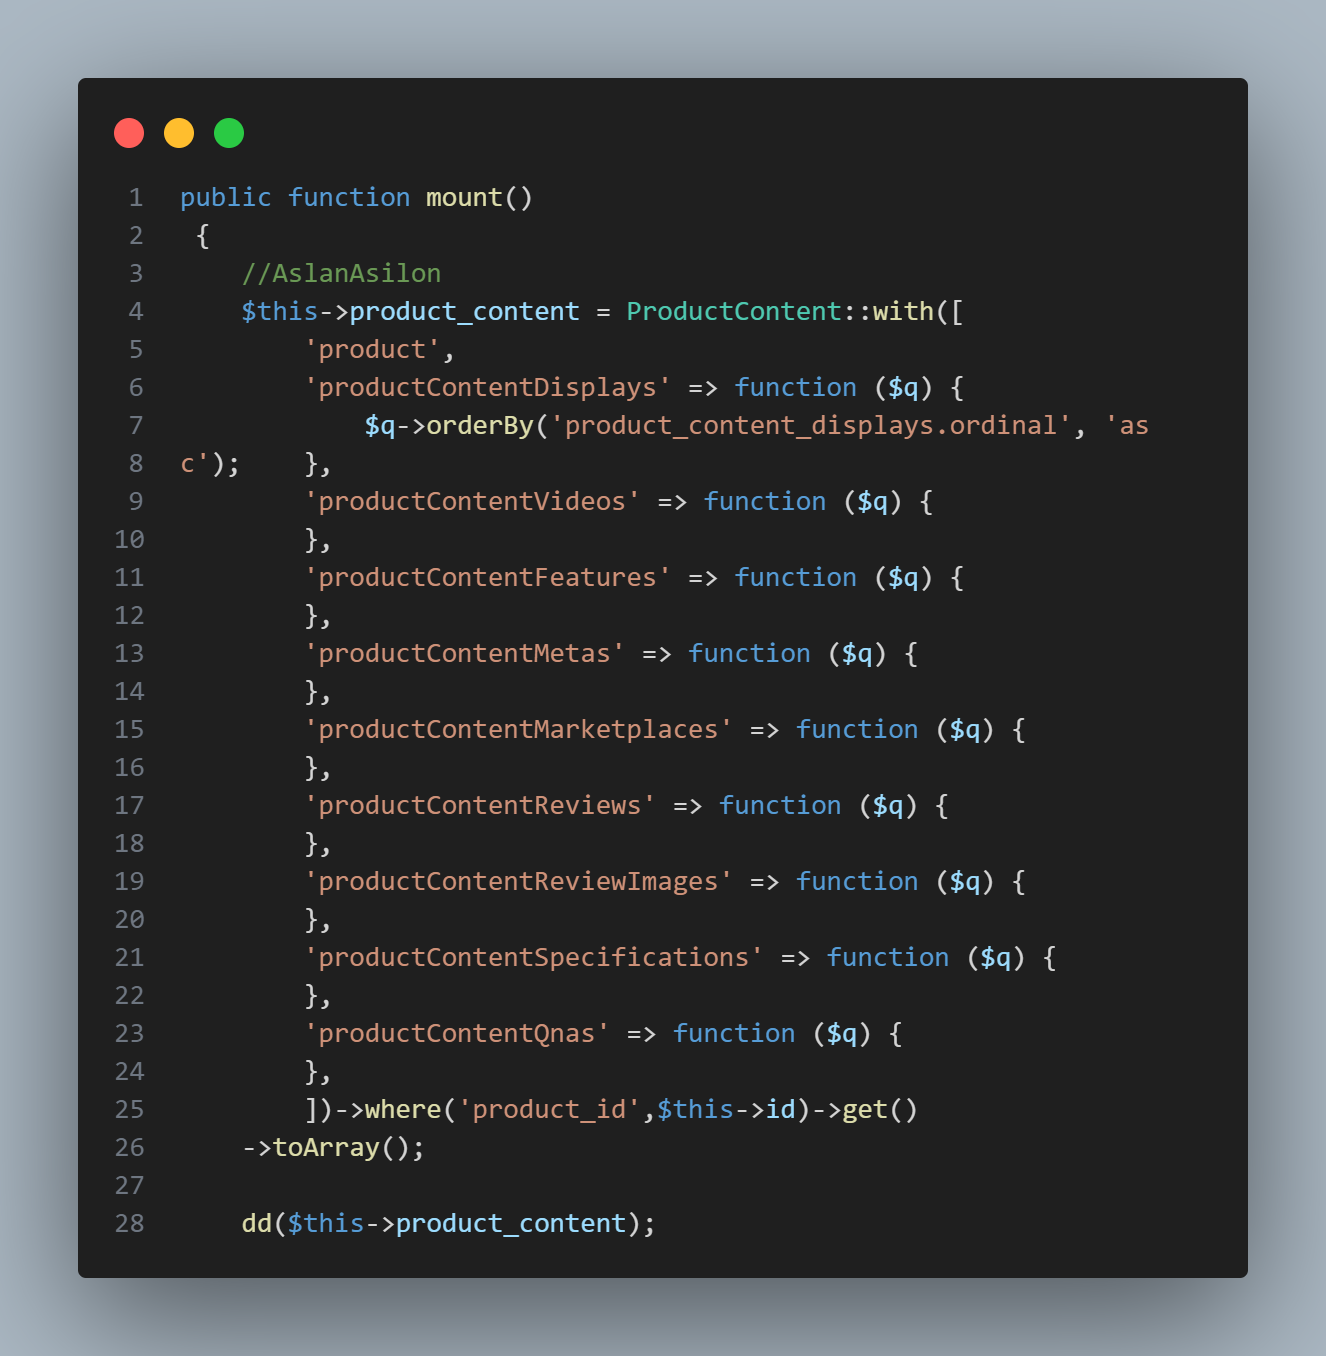 1 public function mount()
2 {
3 //AslanAsilon
4 $this->product_content = ProductContent::with([
5 'product',
6 'productContentDisplays' => function ($q) {
7 $q->orderBy('product_content_displays.ordinal', 'as
8 c'); },
9 'productContentVideos' => function ($q) {
10 },
11 'productContentFeatures' => function ($q) {
12 },
13 'productContentMetas' => function ($q) {
14 },
15 'productContentMarketplaces' => function ($q) {
16 },
17 'productContentReviews' => function ($q) {
18 },
19 'productContentReviewImages' => function ($q) {
20 },
21 'productContentSpecifications' => function ($q) {
22 },
23 'productContentQnas' => function ($q) {
24 },
25 ])->where('product_id',$this->id)->get()
26 ->toArray();
27
28 dd($this->product_content);